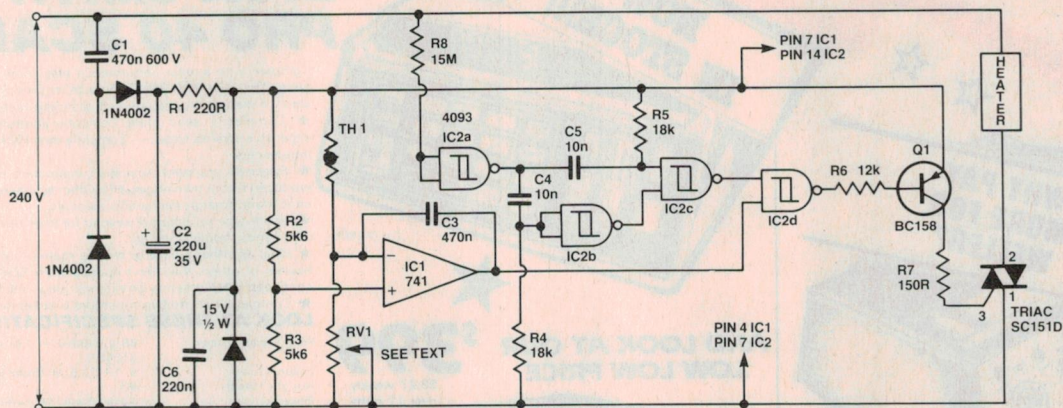 C1
470n 600 V
1N4002
R1 220R
R8
15M
PIN 7 IC1
PIN 14 IC2
HEATER
TH 1
4093
IC2a
C5
10n
R5
18k
C4
10n
IC2c
IC2d
R6 12k
Q1
BC158
240 V
R2
5k6
C3
470n
IC2b
1N4002
+
C2
220u
35 V
IC1
741
−
+
R7
150R
2
1
3
TRIAC
SC151D
15 V
½ W
C6
220n
R3
5k6
RV1
SEE TEXT
R4
18k
PIN 4 IC1
PIN 7 IC2